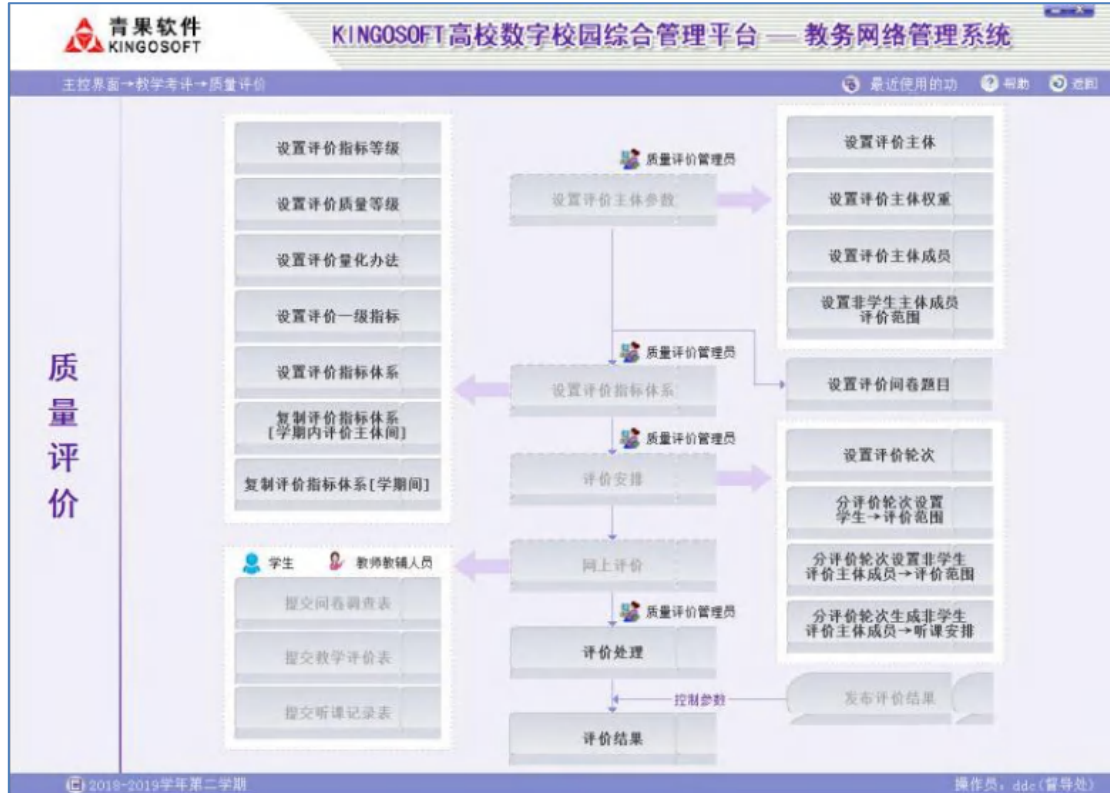 青果软件
KINGOSOFT
KINGOSOFT高校数字校园综合管理平台 — 教务网络管理系统
主控界面→教学考评→质量评价
最近使用的功
帮助
返回
质量评价
设置评价指标等级
设置评价质量等级
设置评价量化办法
设置评价一级指标
设置评价指标体系
复制评价指标体系
[学期内评价主体间]
复制评价指标体系[学期间]
学生
教师教辅人员
提交问卷调查表
提交教学评价表
提交听课记录表
质量评价管理员
设置评价主体参数
质量评价管理员
设置评价指标体系
质量评价管理员
评价安排
网上评价
质量评价管理员
评价处理
控制参数
评价结果
设置评价主体
设置评价主体权重
设置评价主体成员
设置非学生主体成员
评价范围
设置评价问卷题目
设置评价轮次
分评价轮次设置
学生→评价范围
分评价轮次设置非学生
评价主体成员→评价范围
分评价轮次生成非学生
评价主体成员→听课安排
发布评价结果
2018-2019学年第二学期
操作员：ddc(督导处)